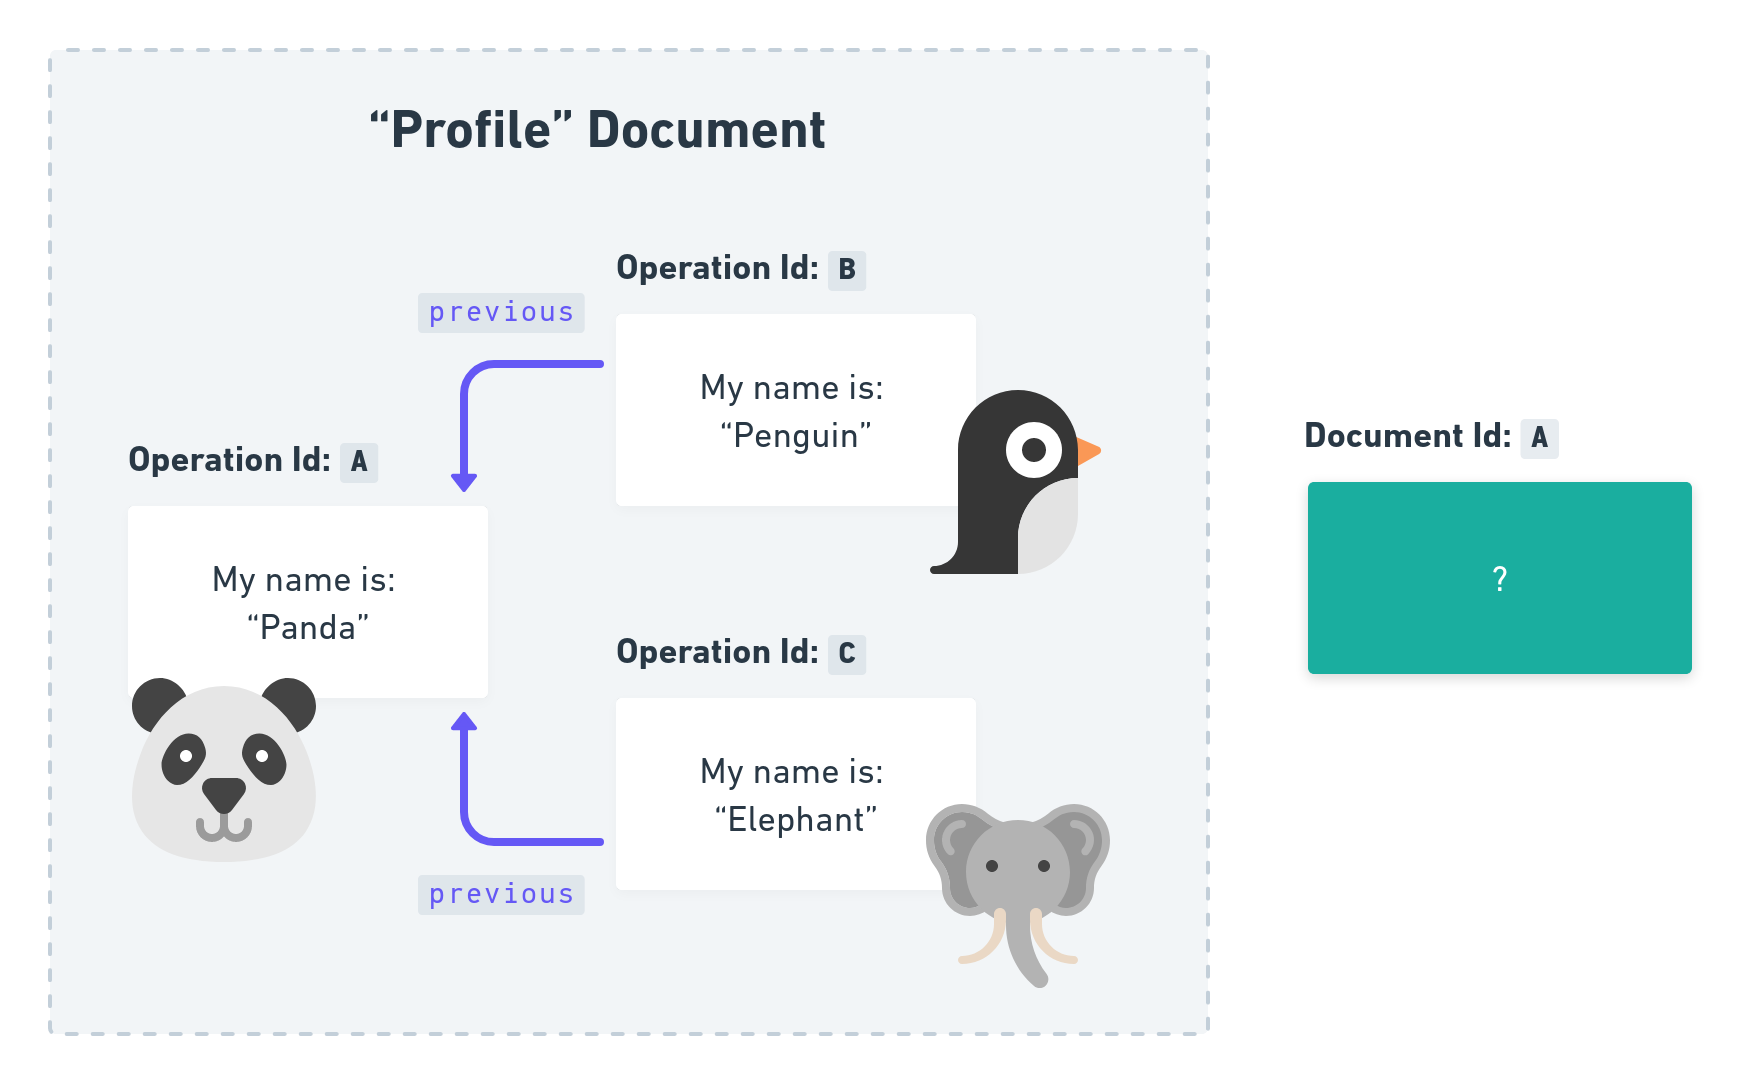 “Profile” Document
Operation Id: B
previous
My name is:
“Penguin”
Operation Id: A
My name is:
“Panda”
Operation Id: C
My name is:
“Elephant”
previous
Document Id: A
?